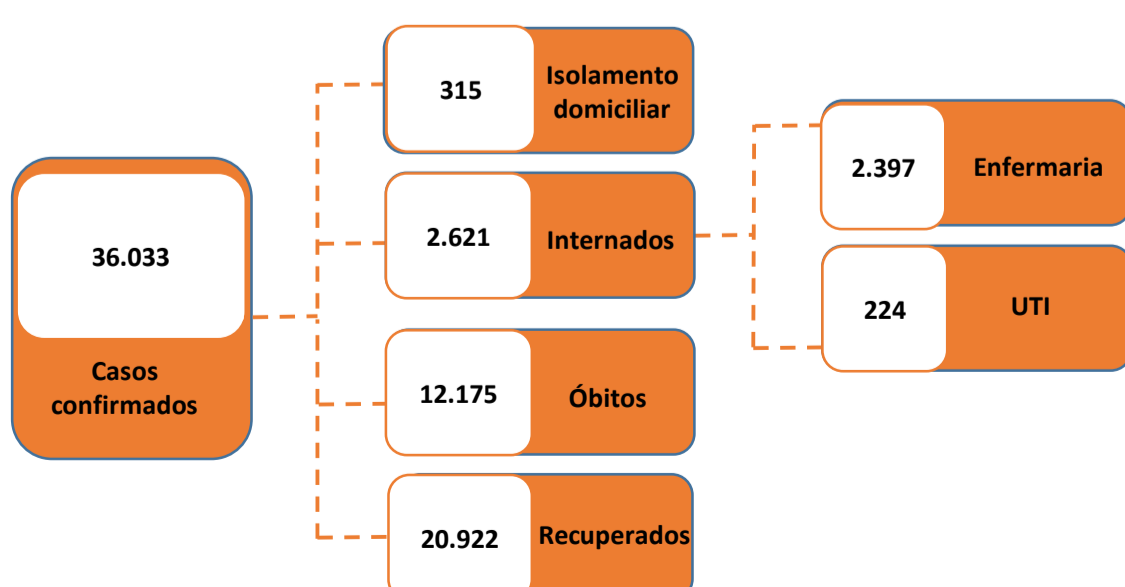 36.033
Casos
confirmados
315
Isolamento
domiciliar
2.621
Internados
12.175
Óbitos
20.922
Recuperados
2.397
Enfermaria
224
UTI